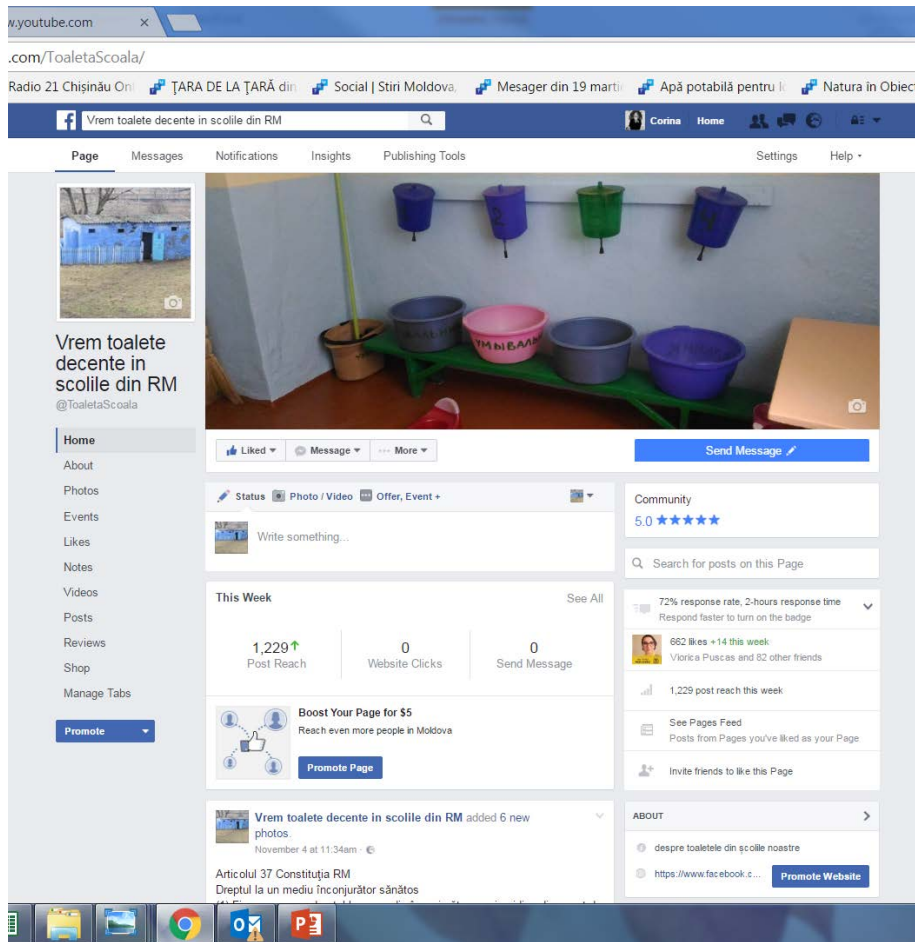 w.youtube.com
.com/ToaletaScoala/
Radio 21 Chișinău On ȚARA DE LA ȚARĂ din Social | Stiri Moldova, Mesager din 19 marti Apă potabilă pentru l Natura în Obiect
Vrem toalete decente in scolile din RM Corina Home
Page Messages Notifications Insights Publishing Tools Settings Help
Vrem toalete
decente in
scolile din RM
@ToaletaScoala
УМЫВАЛЬ
Home
About
Photos
Events
Likes
Notes
Videos
Posts
Reviews
Shop
Manage Tabs
Promote
Liked Message More Send Message
Status Photo / Video Offer, Event +
Write something...
This Week See All
1,229 0 0
Post Reach Website Clicks Send Message
Boost Your Page for $5
Reach even more people in Moldova
Promote Page
Vrem toalete decente in scolile din RM added 6 new
photos.
November 4 at 11:34am ·
Articolul 37 Constituția RM
Dreptul la un mediu înconjurător sănătos
Community
5.0 ★★★★★
Search for posts on this Page
72% response rate, 2-hours response time
Respond faster to turn on the badge
662 likes +14 this week
Viorica Puscas and 82 other friends
1,229 post reach this week
See Pages Feed
Posts from Pages you've liked as your Page
Invite friends to like this Page
ABOUT
despre toaletele din școlile noastre
https://www.facebook.c... Promote Website